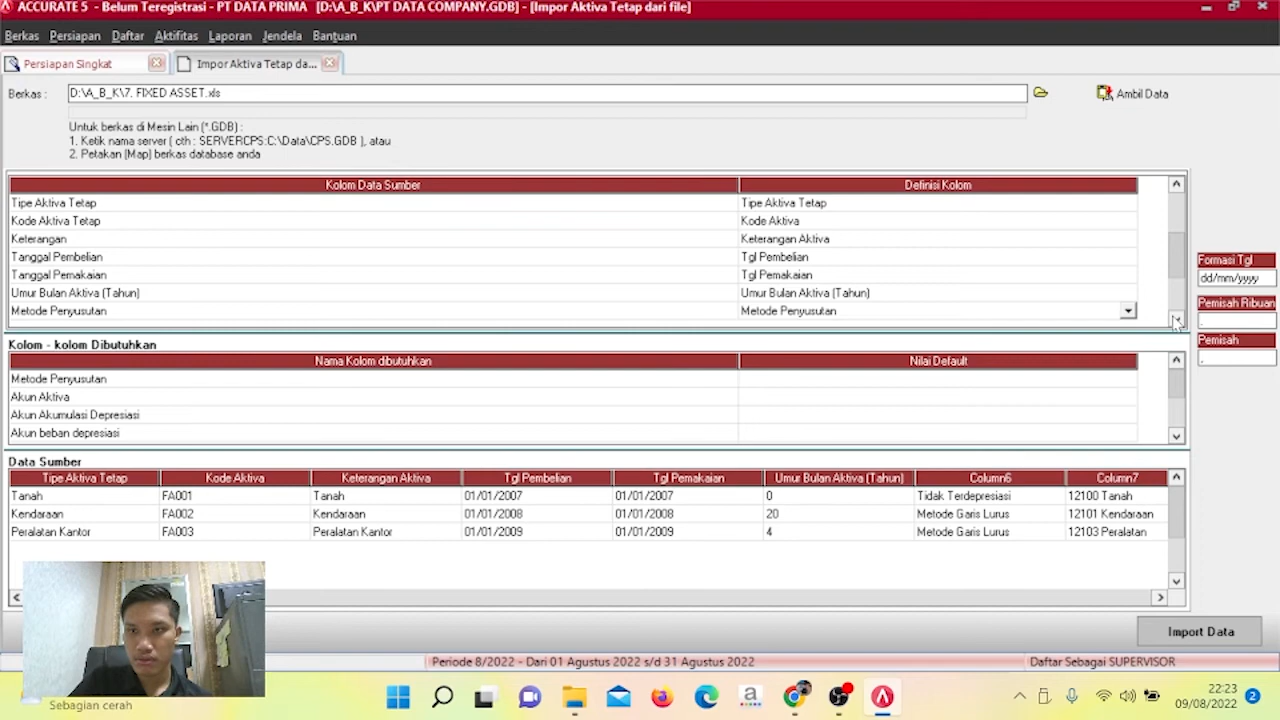 ACCURATE 5 - Belum Teregistrasi - PT DATA PRIMA [D:\A_B_K\PT DATA COMPANY.GDB] - [Impor Aktiva Tetap dari file]
Berkas Persiapan Daftar Aktifitas Laporan Jendela Bantuan
Persiapan Singkat
Impor Aktiva Tetap da...
Berkas : D:\A_B_K\7. FIXED ASSET.xls
Ambil Data
Untuk berkas di Mesin Lain (*.GDB) :
1. Ketik nama server ( cth : SERVERCPS:C:\Data\CPS.GDB ), atau
2. Petakan (Map) berkas database anda
Kolom Data Sumber Definisi Kolom
Tipe Aktiva Tetap Tipe Aktiva Tetap
Kode Aktiva Tetap Kode Aktiva
Keterangan Keterangan Aktiva
Tanggal Pembelian Tgl Pembelian
Tanggal Pemakaian Tgl Pemakaian
Umur Bulan Aktiva (Tahun) Umur Bulan Aktiva (Tahun)
Metode Penyusutan Metode Penyusutan
Formasi Tgl
dd/mm/yyyy
Pemisah Ribuan
Pemisah
Kolom - kolom Dibutuhkan
Nama Kolom dibutuhkan Nilai Default
Metode Penyusutan
Akun Aktiva
Akun Akumulasi Depresiasi
Akun beban depresiasi
Data Sumber
Tipe Aktiva Tetap Kode Aktiva Keterangan Aktiva Tgl Pembelian Tgl Pemakaian Umur Bulan Aktiva (Tahun) Column6 Column7
Tanah FA001 Tanah 01/01/2007 01/01/2007 0 Tidak Terdepresiasi 12100 Tanah
Kendaraan FA002 Kendaraan 01/01/2008 01/01/2008 20 Metode Garis Lurus 12101 Kendaraan
Peralatan Kantor FA003 Peralatan Kantor 01/01/2009 01/01/2009 4 Metode Garis Lurus 12103 Peralatan
Import Data
Periode 8/2022 - Dari 01 Agustus 2022 s/d 31 Agustus 2022
Daftar Sebagai SUPERVISOR
Sebagian cerah
22:23
09/08/2022
2